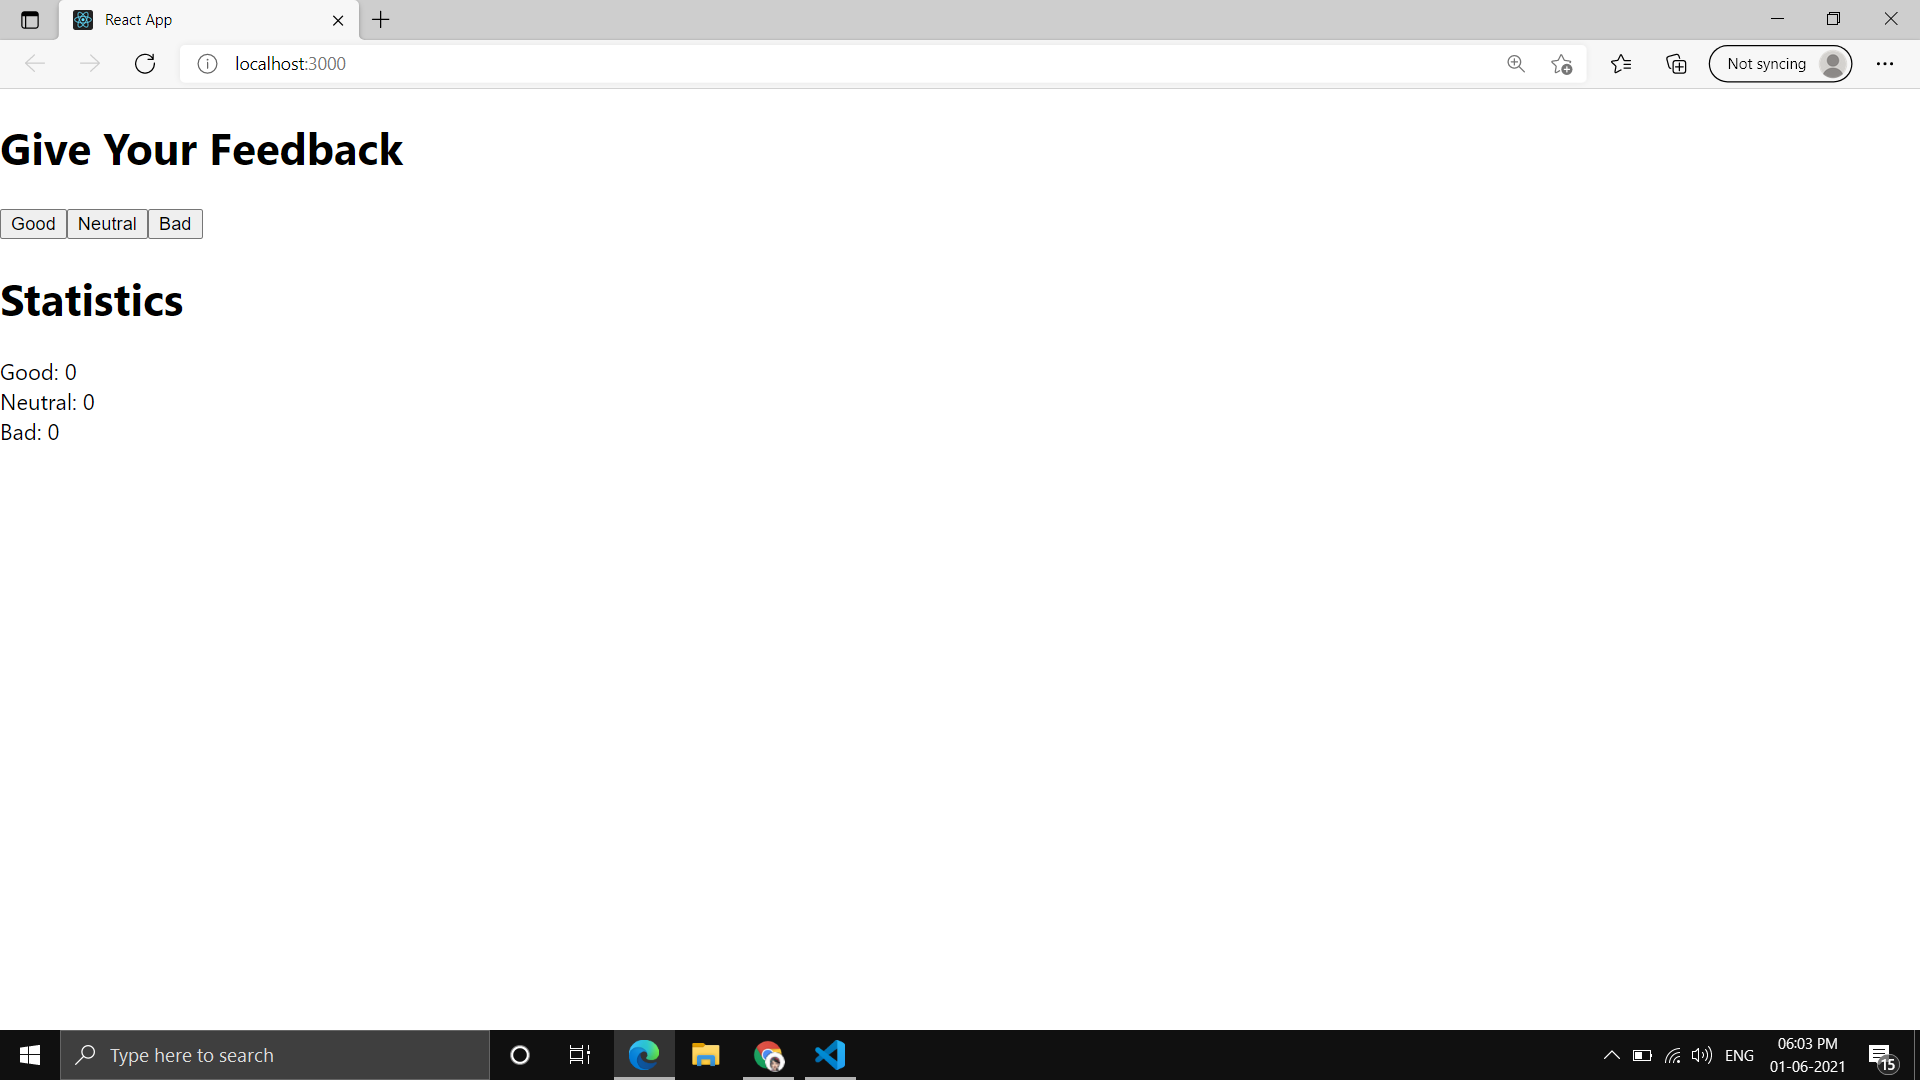 React App
localhost:3000
Not syncing
Give Your Feedback
Good Neutral Bad
Statistics
Good: 0
Neutral: 0
Bad: 0
Type here to search
ENG
06:03 PM
01-06-2021
15